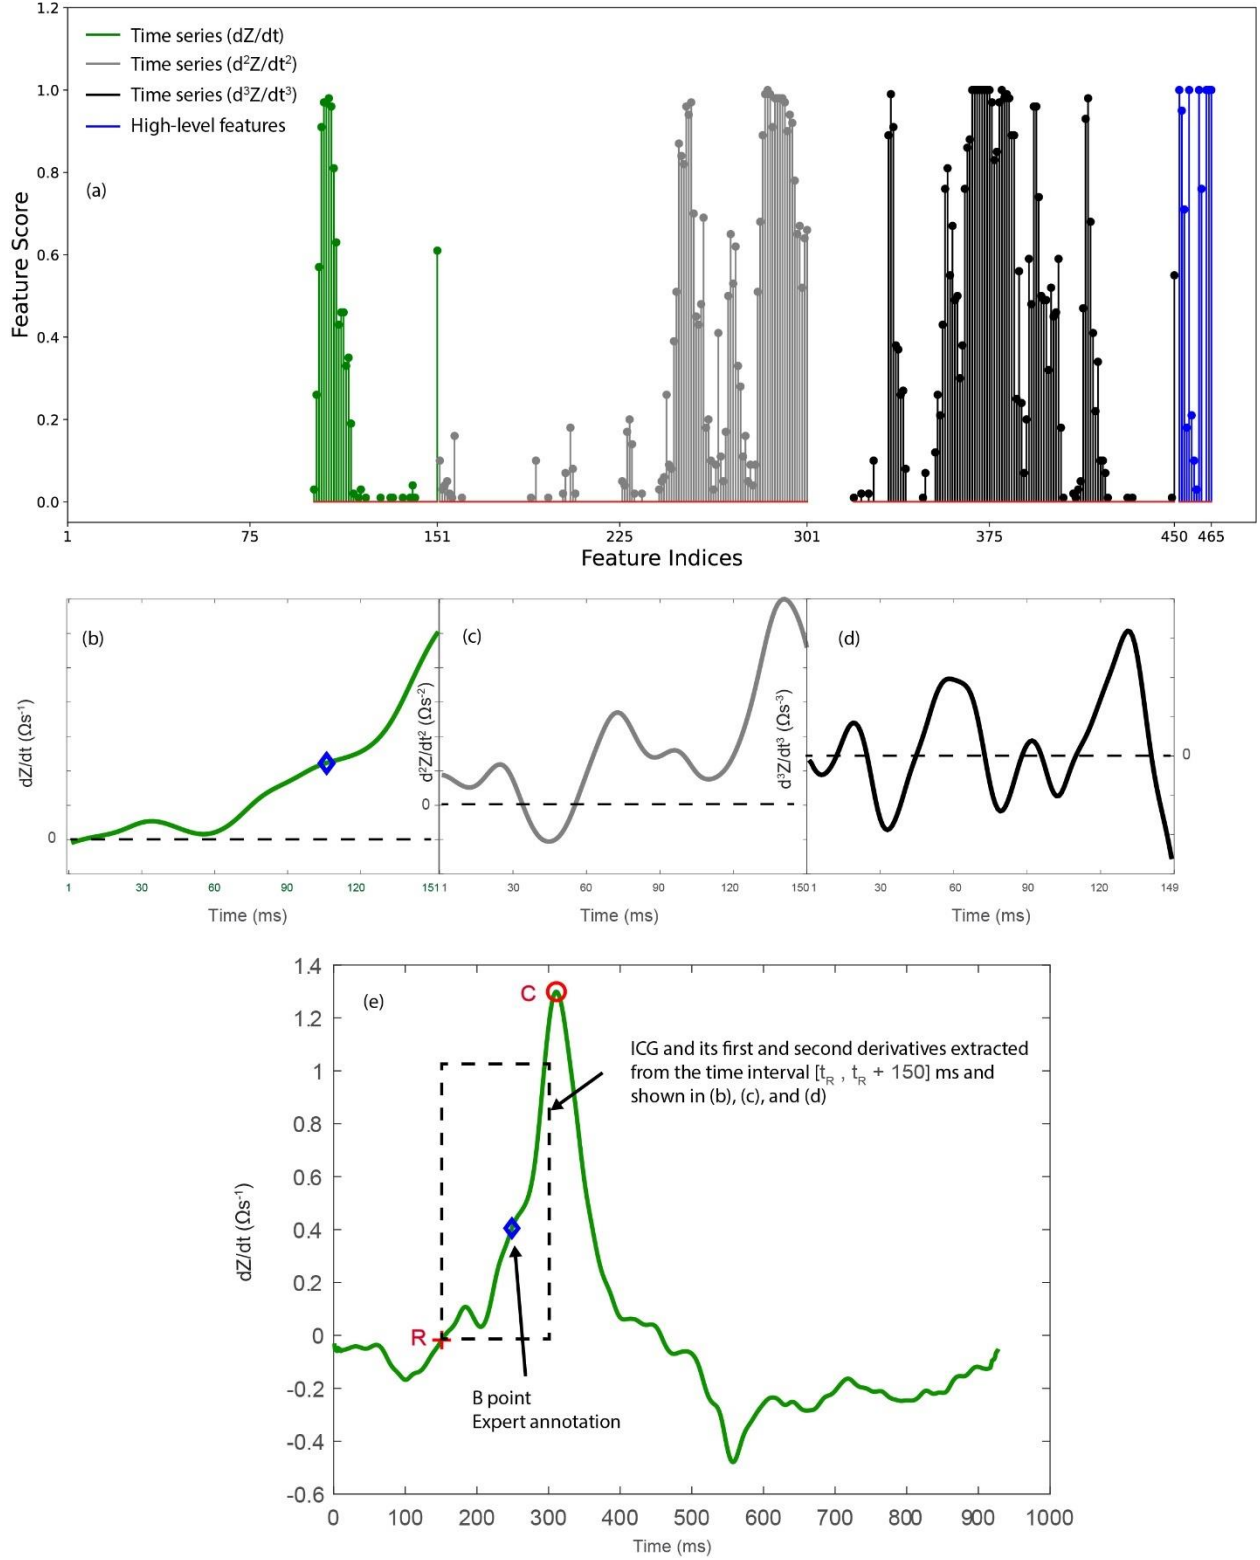 1.2
1.0
0.8
0.6
0.4
0.2
0.0
Feature Score
Time series (dZ/dt)
Time series (d²Z/dt²)
Time series (d³Z/dt³)
High-level features
(a)
1 75 151 225 301 375 450 465
Feature Indices
(b)
dZ/dt (Ωs⁻¹)
0
1 30 60 90 120 151
Time (ms)
(c)
d²Z/dt² (Ωs⁻²)
0
1 30 60 90 120 150
Time (ms)
(d)
d³Z/dt³ (Ωs⁻³)
0
1 30 60 90 120 149
Time (ms)
(e)
1.4
1.2
1
0.8
0.6
0.4
0.2
0
-0.2
-0.4
-0.6
dZ/dt (Ωs⁻¹)
C
ICG and its first and second derivatives extracted
from the time interval [t_R , t_R + 150] ms and
shown in (b), (c), and (d)
R
B point
Expert annotation
0 100 200 300 400 500 600 700 800 900 1000
Time (ms)